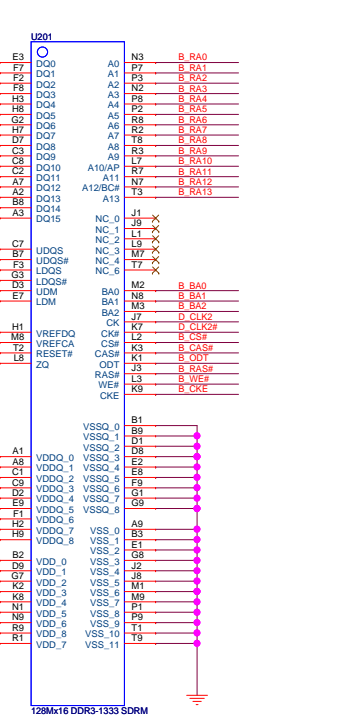 U201
E3 DQ0 A0 N3 B_RA0
F7 DQ1 A1 P7 B_RA1
F2 DQ2 A2 P3 B_RA2
F8 DQ3 A3 N2 B_RA3
H3 DQ4 A4 P8 B_RA4
H8 DQ5 A5 P2 B_RA5
G2 DQ6 A6 R8 B_RA6
H7 DQ7 A7 R2 B_RA7
D7 DQ8 A8 T8 B_RA8
C3 DQ9 A9 R3 B_RA9
C8 DQ10 A10/AP L7 B_RA10
C2 DQ11 A11 R7 B_RA11
A7 DQ12 A12/BC# N7 B_RA12
A2 DQ13 A13 T3 B_RA13
B8 DQ14
A3 DQ15 NC_0 J1
NC_1 J9
NC_2 L1
C7 UDQS NC_3 L9
B7 UDQS# NC_4 M7
F3 LDQS NC_6 T7
G3 LDQS#
D3 UDM BA0 M2 B_BA0
E7 LDM BA1 N8 B_BA1
BA2 M3 B_BA2
CK J7 D_CLK2
H1 VREFDQ CK# K7 D_CLK2#
M8 VREFCA CS# L2 B_CS#
T2 RESET# CAS# K3 B_CAS#
L8 ZQ ODT K1 B_ODT
RAS# J3 B_RAS#
WE# L3 B_WE#
CKE K9 B_CKE
VSSQ_0 B1
VSSQ_1 B9
VSSQ_2 D1
A1 VDDQ_0 VSSQ_3 D8
A8 VDDQ_1 VSSQ_4 E2
C1 VDDQ_2 VSSQ_5 E8
C9 VDDQ_3 VSSQ_6 F9
D2 VDDQ_4 VSSQ_7 G1
E9 VDDQ_5 VSSQ_8 G9
F1 VDDQ_6
H2 VDDQ_7 VSS_0 A9
H9 VDDQ_8 VSS_1 B3
VSS_2 E1
B2 VDD_0 VSS_3 G8
D9 VDD_1 VSS_4 J2
G7 VDD_2 VSS_5 J8
K2 VDD_3 VSS_6 M1
K8 VDD_4 VSS_7 M9
N1 VDD_5 VSS_8 P1
N9 VDD_6 VSS_9 P9
R9 VDD_8 VSS_10 T1
R1 VDD_7 VSS_11 T9
128Mx16 DDR3-1333 SDRM